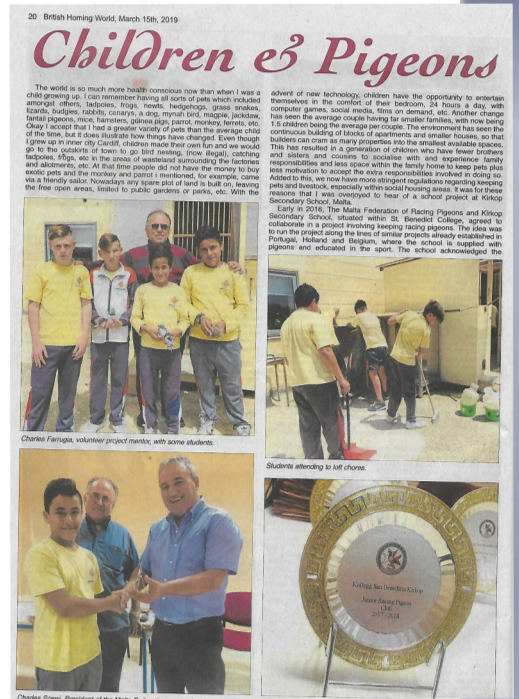 20 British Homing World, March 15th, 2019
Children & Pigeons
The world is so much more health conscious now than when I was a
child growing up. I can remember having all sorts of pets which included
amongst others, tadpoles, frogs, newts, hedgehogs, grass snakes,
lizards, budgies, rabbits, canarys, a dog, mynah bird, magpie, jackdaw,
fantail pigeons, mice, hamsters, guinea pigs, parrot, monkey, ferrets, etc.
Okay I accept that I had a greater variety of pets than the average child
of the time, but it does illustrate how things have changed. Even though
I grew up in inner city Cardiff, children made their own fun and we would
go to the outskirts of town to go bird nesting, (now illegal), catching
tadpoles, frogs, etc in the areas of wasteland surrounding the factories
and allotments, etc. At that time people did not have the money to buy
exotic pets and the monkey and parrot I mentioned, for example, came
via a friendly sailor. Nowadays any spare plot of land is built on, leaving
the free open areas, limited to public gardens or parks, etc. With the
advent of new technology, children have the opportunity to entertain
themselves in the comfort of their bedroom, 24 hours a day, with
computer games, social media, films on demand, etc. Another change
has seen the average couple having far smaller families, with now being
1.5 children being the average per couple. The environment has seen the
continuous building of blocks of apartments and smaller houses, so that
builders can cram as many properties into the smallest available spaces.
This has resulted in a generation of children who have fewer brothers
and sisters and cousins to socialise with and experience family
responsibilities and less space within the family home to keep pets plus
less motivation to accept the extra responsibilities involved in doing so.
Added to this, we now have more stringent regulations regarding keeping
pets and livestock, especially within social housing areas. It was for these
reasons that I was overjoyed to hear of a school project at Kirkop
Secondary School, Malta.
Early in 2016, The Malta Federation of Racing Pigeons and Kirkop
Secondary School, situated within St. Benedict College, agreed to
collaborate in a project involving keeping racing pigeons. The idea was
to run the project along the lines of similar projects already established in
Portugal, Holland and Belgium, where the school is supplied with
pigeons and educated in the sport. The school acknowledged the
Charles Farrugia, volunteer project mentor, with some students.
Students attending to loft chores.
Kulleġġ San Benedittu Kirkop
Junior Racing Pigeon
Club
2017 - 2018